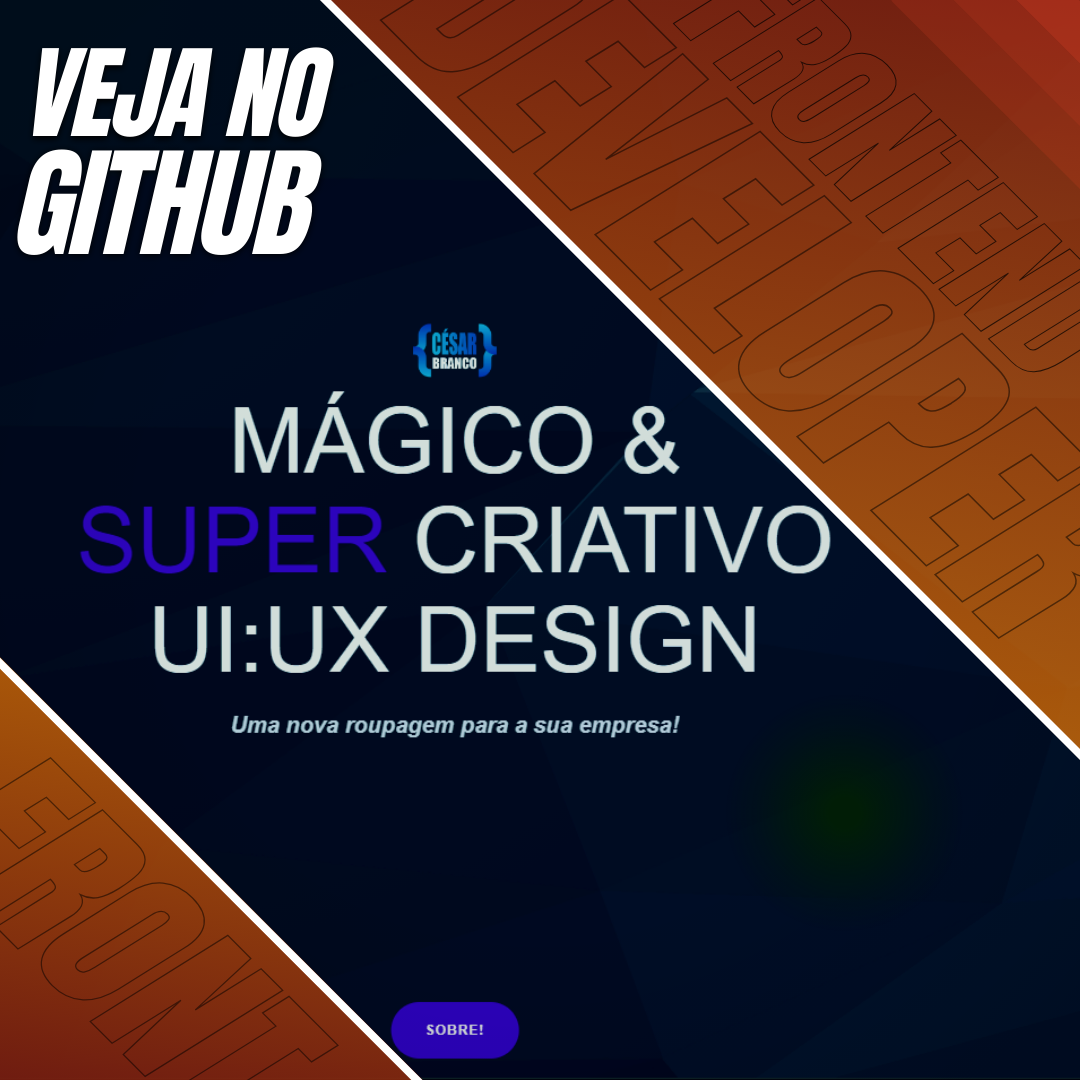 VEJA NO
GITHUB
FRONTEND
DEVELOPER
{CÉSAR
BRANCO}
MÁGICO &
SUPER CRIATIVO
UI:UX DESIGN
Uma nova roupagem para a sua empresa!
FRONT
SOBRE!